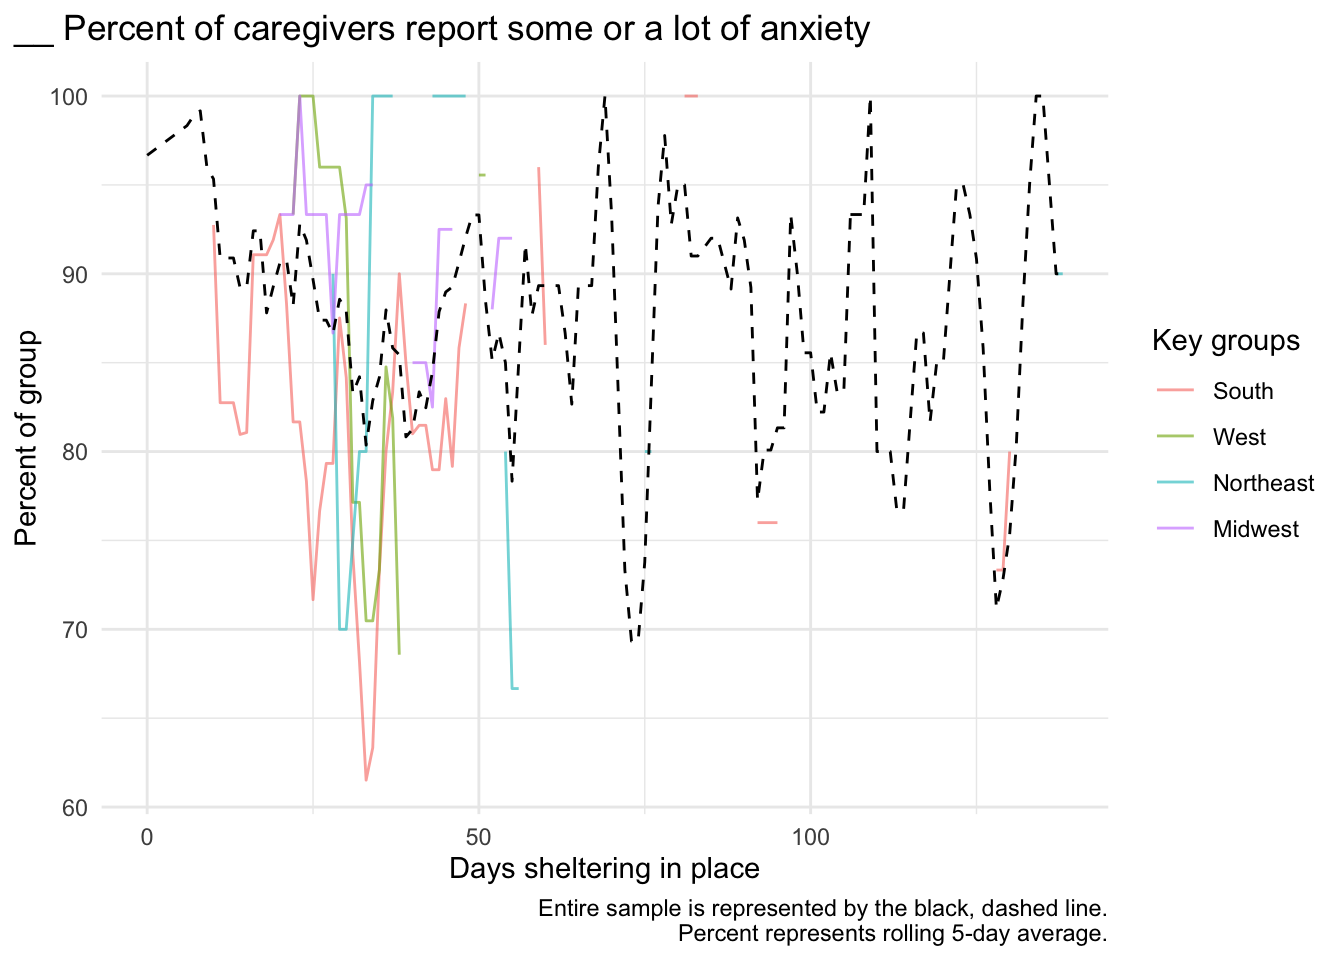 __ Percent of caregivers report some or a lot of anxiety
100
90
80
70
60
Percent of group
0
50
100
Days sheltering in place
Key groups
South
West
Northeast
Midwest
Entire sample is represented by the black, dashed line.
Percent represents rolling 5-day average.